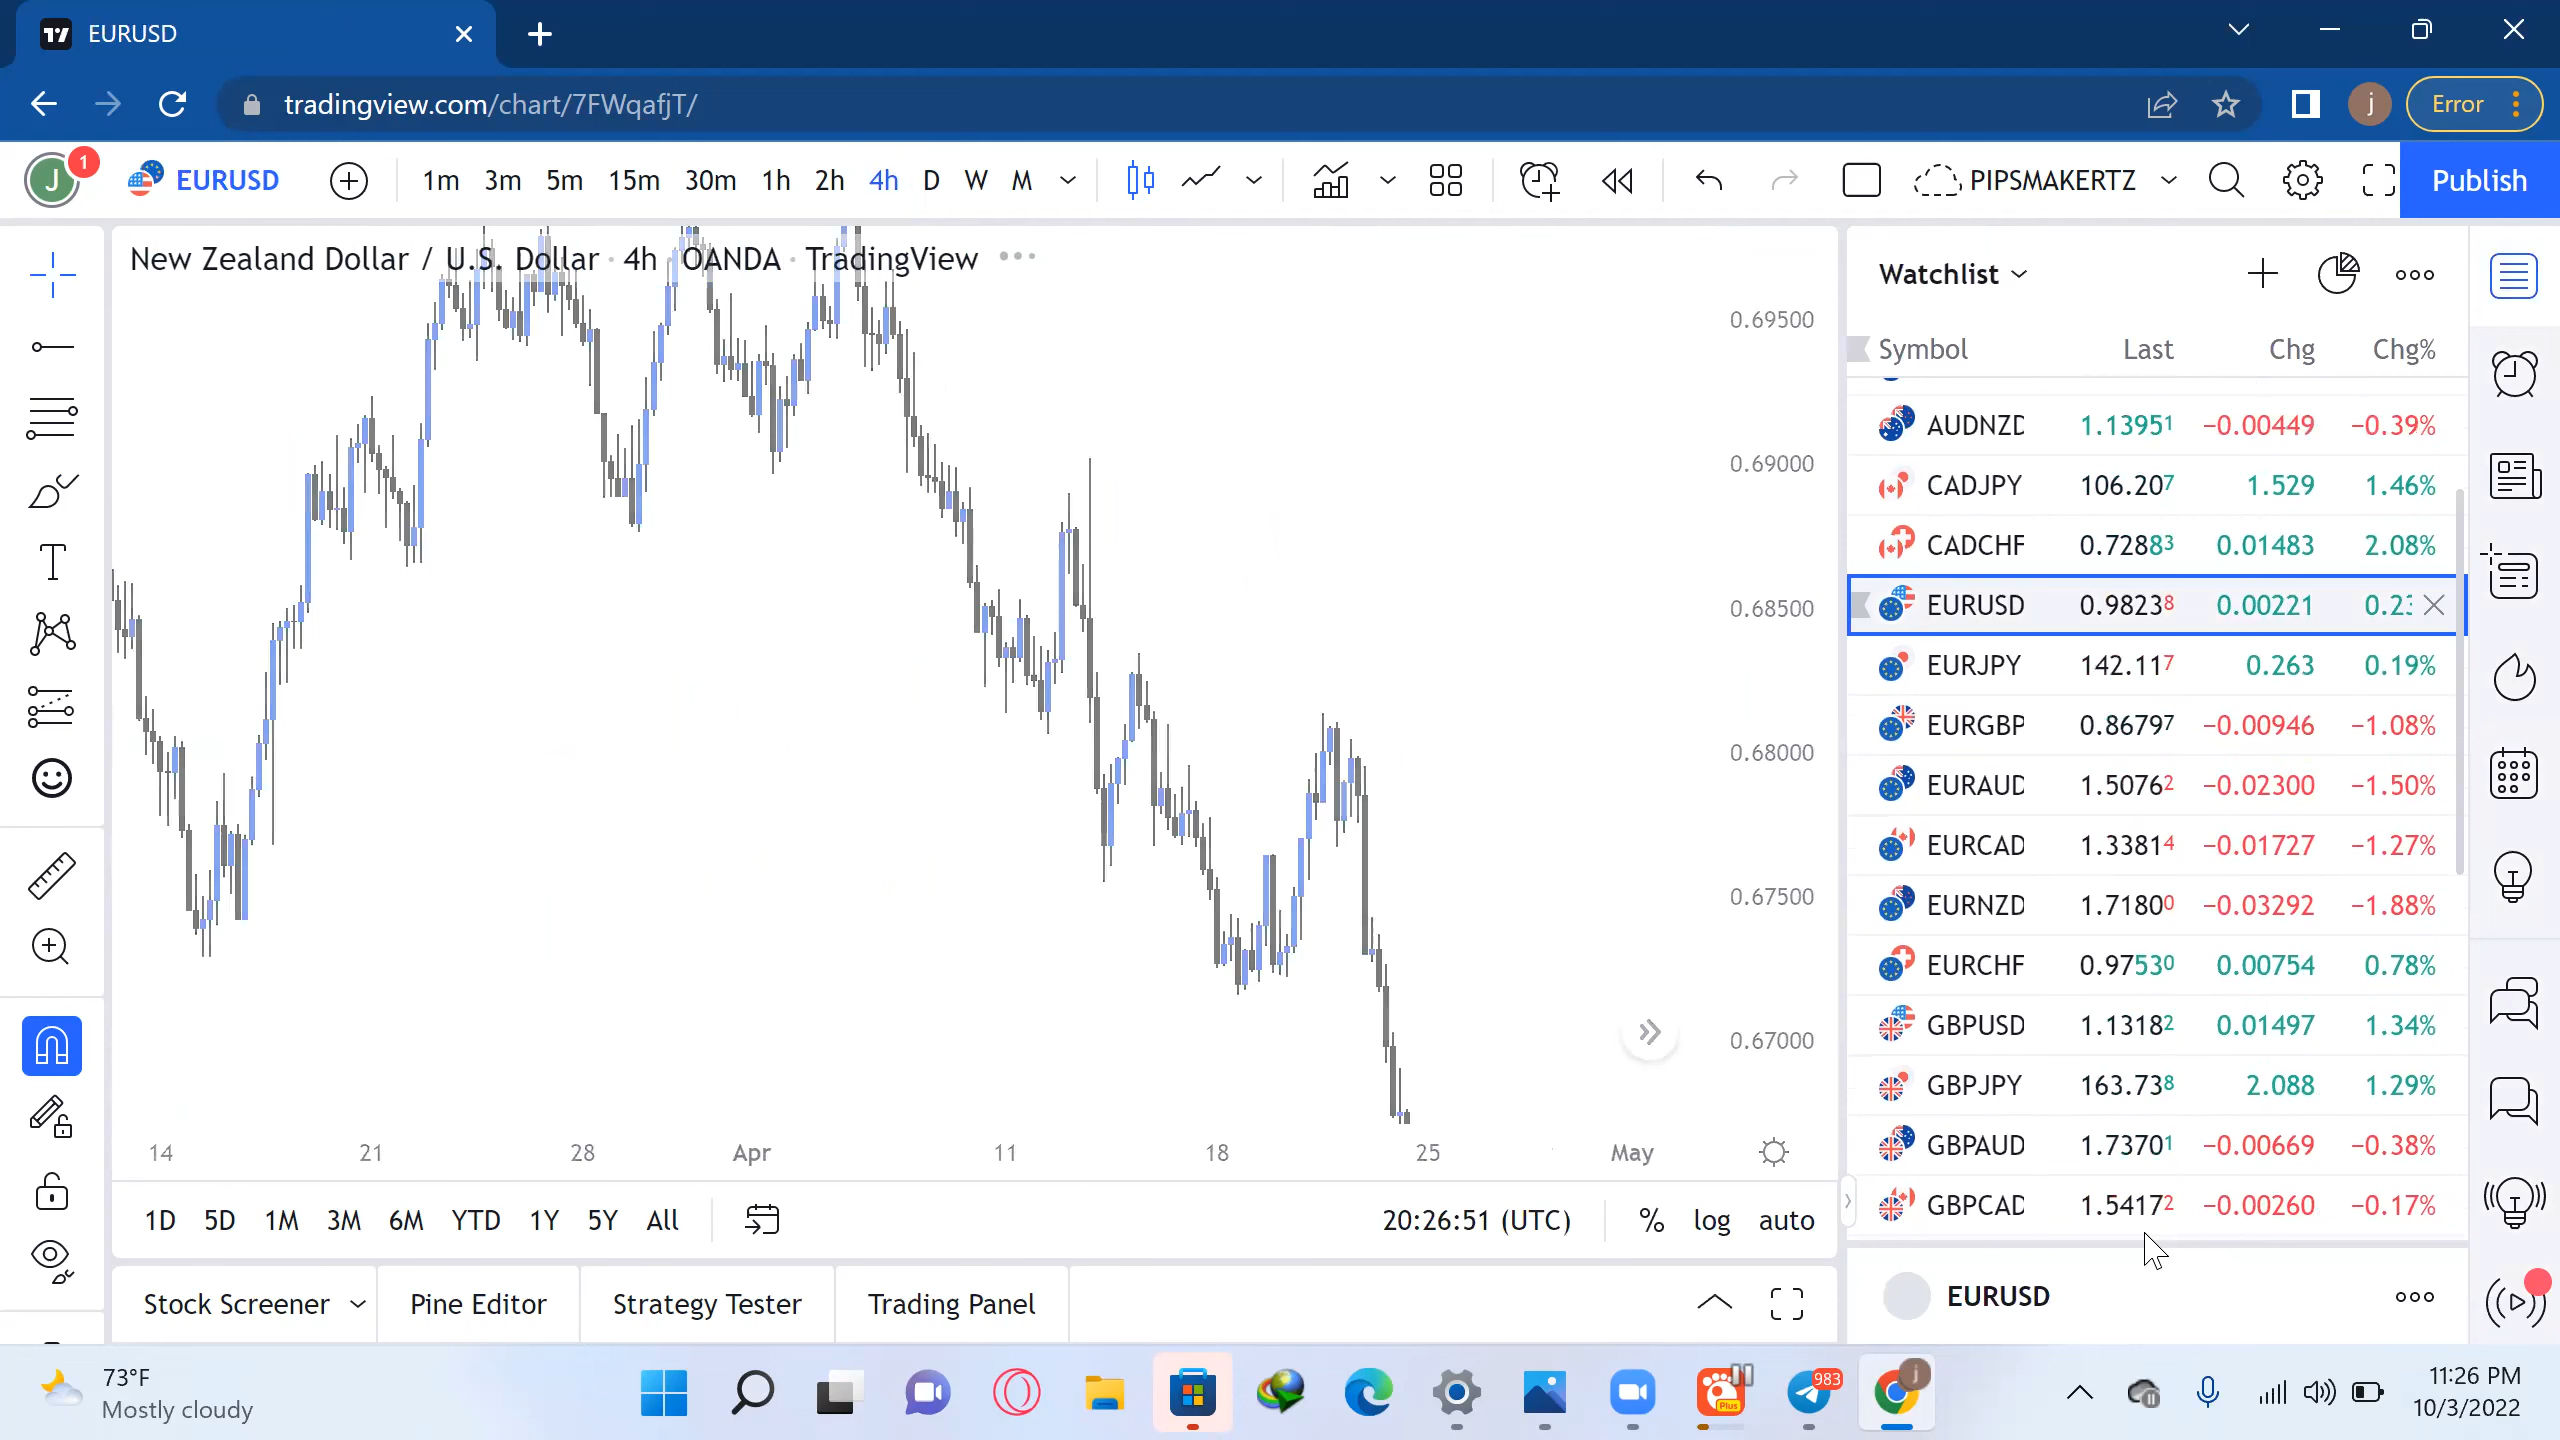 EURUSD
tradingview.com/chart/7FWqafjT/
j
Error
J
1
EURUSD
1m 3m 5m 15m 30m 1h 2h 4h D W M
PIPSMAKERTZ
Publish
New Zealand Dollar / U.S. Dollar · 4h · OANDA · TradingView
0.69500
0.69000
0.68500
0.68000
0.67500
0.67000
14 21 28 Apr 11 18 25 May
1D 5D 1M 3M 6M YTD 1Y 5Y All
20:26:51 (UTC) % log auto
Stock Screener Pine Editor Strategy Tester Trading Panel
Watchlist
Symbol Last Chg Chg%
AUDNZD 1.13951 −0.00449 −0.39%
CADJPY 106.207 1.529 1.46%
CADCHF 0.72883 0.01483 2.08%
EURUSD 0.98238 0.00221
EURJPY 142.117 0.263 0.19%
EURGBP 0.86797 −0.00946 −1.08%
EURAUD 1.50762 −0.02300 −1.50%
EURCAD 1.33814 −0.01727 −1.27%
EURNZD 1.71800 −0.03292 −1.88%
EURCHF 0.97530 0.00754 0.78%
GBPUSD 1.13182 0.01497 1.34%
GBPJPY 163.738 2.088 1.29%
GBPAUD 1.73701 −0.00669 −0.38%
GBPCAD 1.54172 −0.00260 −0.17%
EURUSD
73°F
Mostly cloudy
Plus
983
j
11:26 PM
10/3/2022